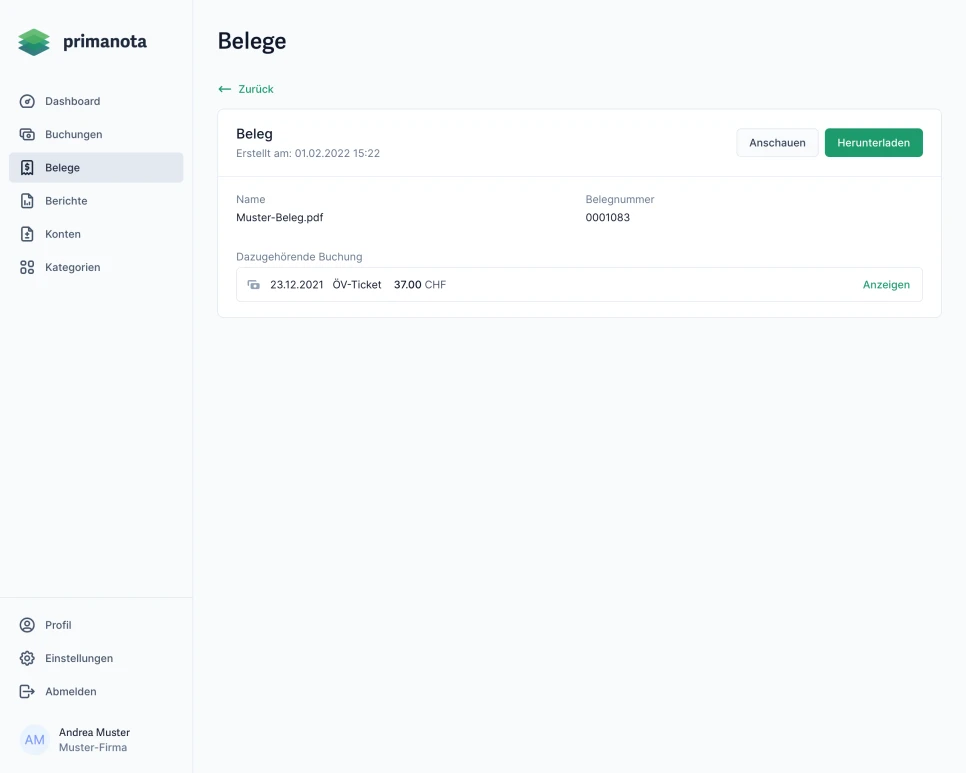 primanota
Dashboard
Buchungen
Belege
Berichte
Konten
Kategorien
Profil
Einstellungen
Abmelden
AM
Andrea Muster
Muster-Firma
Belege
← Zurück
Beleg
Erstellt am: 01.02.2022 15:22
Anschauen
Herunterladen
Name
Muster-Beleg.pdf
Belegnummer
0001083
Dazugehörende Buchung
23.12.2021 ÖV-Ticket 37.00 CHF
Anzeigen